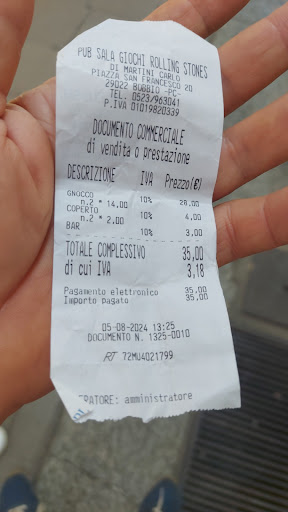 PUB SALA GIOCHI ROLLING STONES
DI MARTINI CARLO
PIAZZA SAN FRANCESCO 20
29022 BOBBIO -PC-
TEL. 0523/963041
P.IVA 01019820339
DOCUMENTO COMMERCIALE
di vendita o prestazione
DESCRIZIONE IVA Prezzo(€)
GNOCCO
n.2 * 14.00 10% 28,00
COPERTO
n.2 * 2.00 10% 4,00
BAR
10% 3,00
TOTALE COMPLESSIVO 35,00
di cui IVA 3,18
Pagamento elettronico 35,00
Importo pagato 35,00
05-08-2024 13:25
DOCUMENTO N. 1325-0010
RT 72MU4021799
ERATORE: amministratore